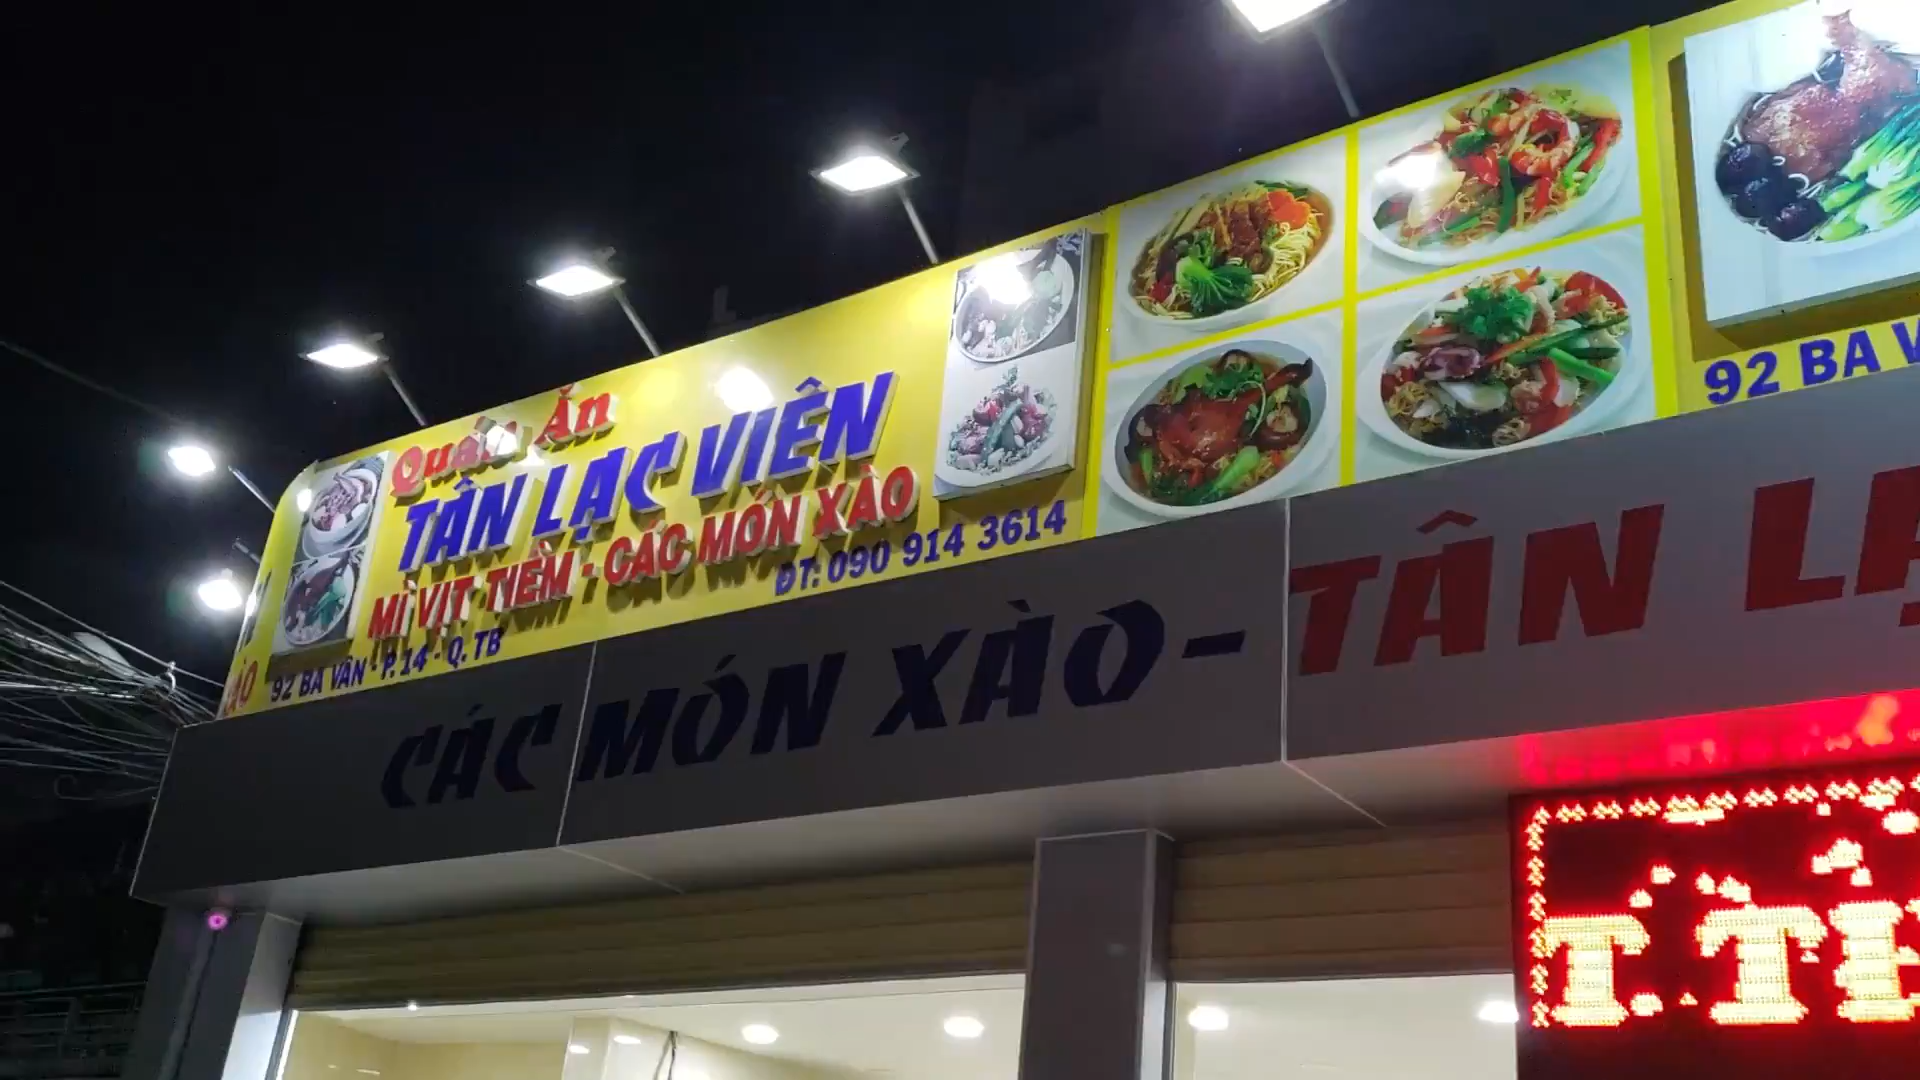 Quán Ăn
TÂN LẠC VIÊN
MÌ VỊT TIỀM - CÁC MÓN XÀO
ĐT: 090 914 3614
92 BA VÂN - P. 14 - Q. TB
92 BA V
CÁC MÓN XÀO - TÂN LẠ